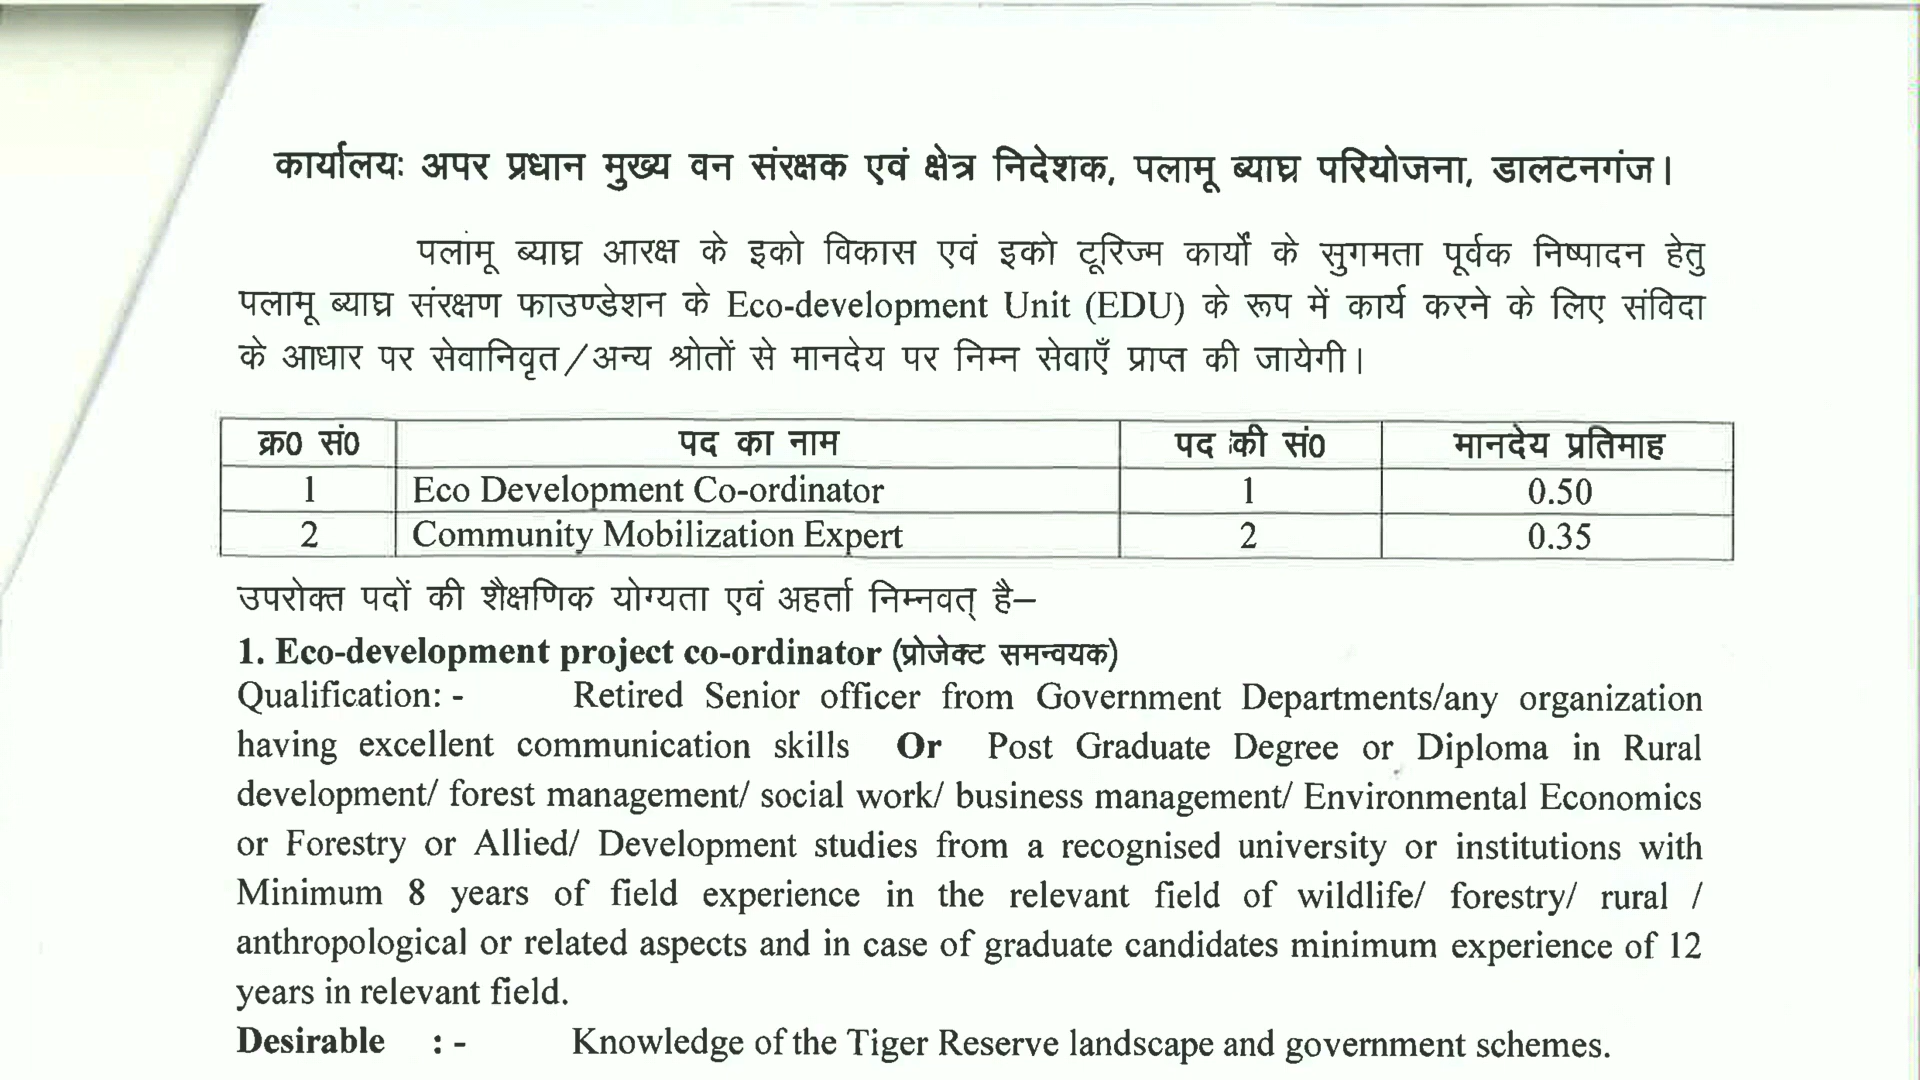 कार्यालयः अपर प्रधान मुख्य वन संरक्षक एवं क्षेत्र निदेशक, पलामू ब्याघ्र परियोजना, डालटनगंज।
पलामू ब्याघ्र आरक्ष के इको विकास एवं इको टूरिज्म कार्यों के सुगमता पूर्वक निष्पादन हेतु
पलामू ब्याघ्र संरक्षण फाउण्डेशन के Eco-development Unit (EDU) के रूप में कार्य करने के लिए संविदा
के आधार पर सेवानिवृत/अन्य श्रोतों से मानदेय पर निम्न सेवाएँ प्राप्त की जायेगी।
क्र0 सं0 पद का नाम पद की सं0 मानदेय प्रतिमाह
1 Eco Development Co-ordinator 1 0.50
2 Community Mobilization Expert 2 0.35
उपरोक्त पदों की शैक्षणिक योग्यता एवं अहर्ता निम्नवत् है–
1. Eco-development project co-ordinator (प्रोजेक्ट समन्वयक)
Qualification: - Retired Senior officer from Government Departments/any organization
having excellent communication skills Or Post Graduate Degree or Diploma in Rural
development/ forest management/ social work/ business management/ Environmental Economics
or Forestry or Allied/ Development studies from a recognised university or institutions with
Minimum 8 years of field experience in the relevant field of wildlife/ forestry/ rural /
anthropological or related aspects and in case of graduate candidates minimum experience of 12
years in relevant field.
Desirable : - Knowledge of the Tiger Reserve landscape and government schemes.